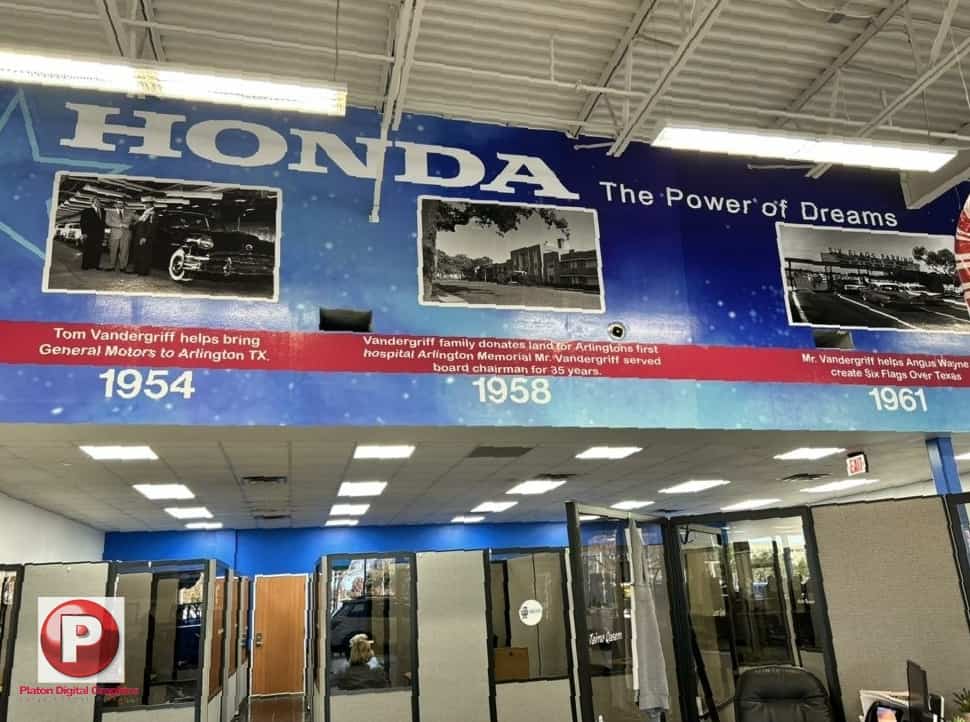 HONDA The Power of Dreams
SIX FLAGS
Tom Vandergriff helps bring
General Motors to Arlington TX.
1954
Vandergriff family donates land for Arlingtons first
hospital Arlington Memorial Mr. Vandergriff served
board chairman for 35 years.
1958
Mr. Vandergriff helps Angus Wayne
create Six Flags Over Texas
1961
EXIT
P
Platon Digital Graphics